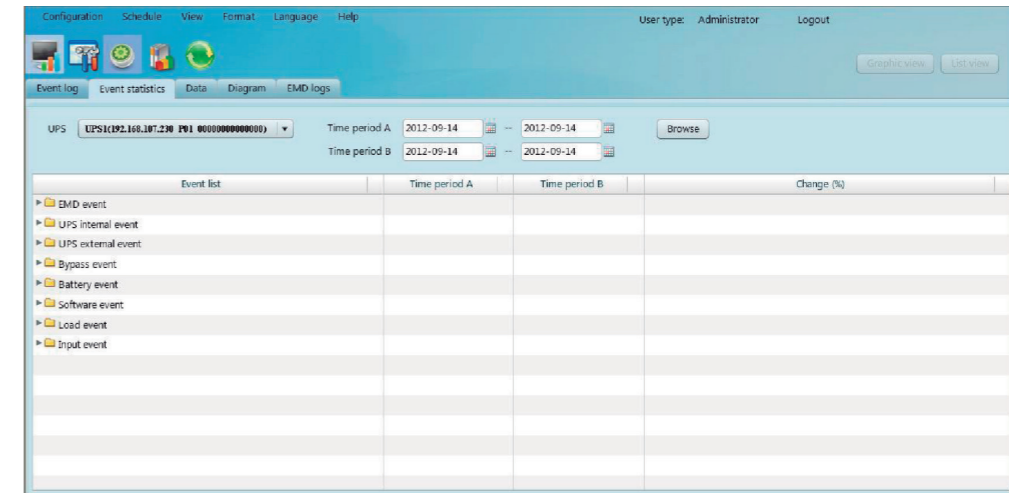 Configuration Schedule View Format Language Help User type: Administrator Logout
Graphic view List view
Event log Event statistics Data Diagram EMD logs
UPS UPS1(192.168.107.230 P01 00000000000000) Time period A 2012-09-14 -- 2012-09-14 Browse
Time period B 2012-09-14 -- 2012-09-14
Event list Time period A Time period B Change (%)
EMD event
UPS internal event
UPS external event
Bypass event
Battery event
Software event
Load event
Input event